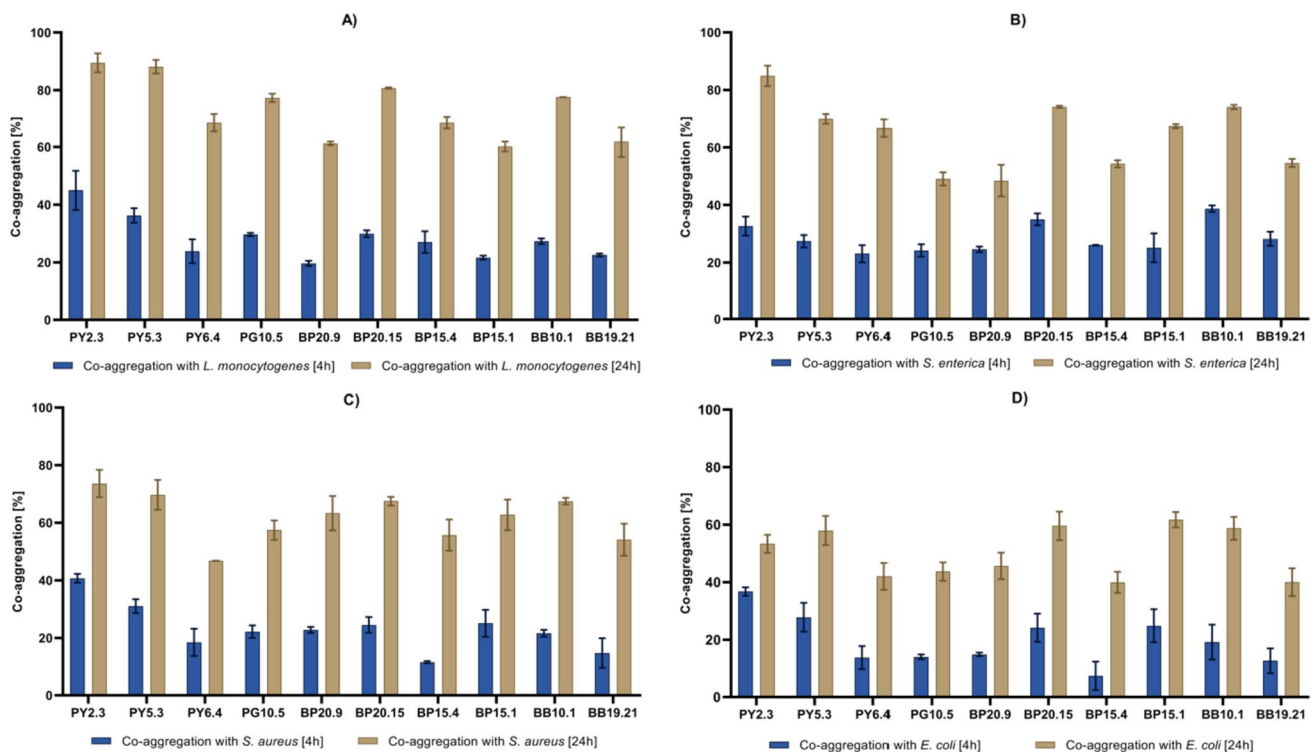 A)
Co-aggregation [%]
100
80
60
40
20
0
PY2.3 PY5.3 PY6.4 PG10.5 BP20.9 BP20.15 BP15.4 BP15.1 BB10.1 BB19.21
Co-aggregation with L. monocytogenes [4h] Co-aggregation with L. monocytogenes [24h]
B)
Co-aggregation [%]
100
80
60
40
20
0
PY2.3 PY5.3 PY6.4 PG10.5 BP20.9 BP20.15 BP15.4 BP15.1 BB10.1 BB19.21
Co-aggregation with S. enterica [4h] Co-aggregation with S. enterica [24h]
C)
Co-aggregation [%]
100
80
60
40
20
0
PY2.3 PY5.3 PY6.4 PG10.5 BP20.9 BP20.15 BP15.4 BP15.1 BB10.1 BB19.21
Co-aggregation with S. aureus [4h] Co-aggregation with S. aureus [24h]
D)
Co-aggregation [%]
100
80
60
40
20
0
PY2.3 PY5.3 PY6.4 PG10.5 BP20.9 BP20.15 BP15.4 BP15.1 BB10.1 BB19.21
Co-aggregation with E. coli [4h] Co-aggregation with E. coli [24h]